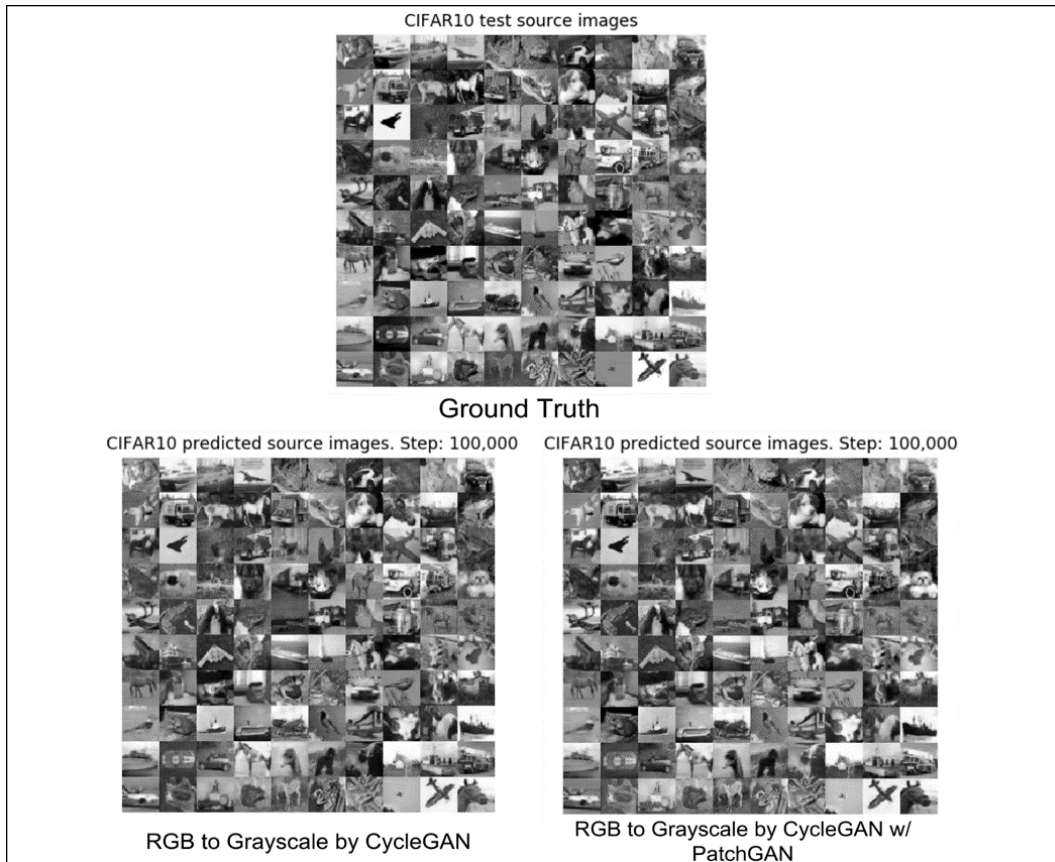 CIFAR10 test source images
Ground Truth
CIFAR10 predicted source images. Step: 100,000
CIFAR10 predicted source images. Step: 100,000
RGB to Grayscale by CycleGAN
RGB to Grayscale by CycleGAN w/
PatchGAN